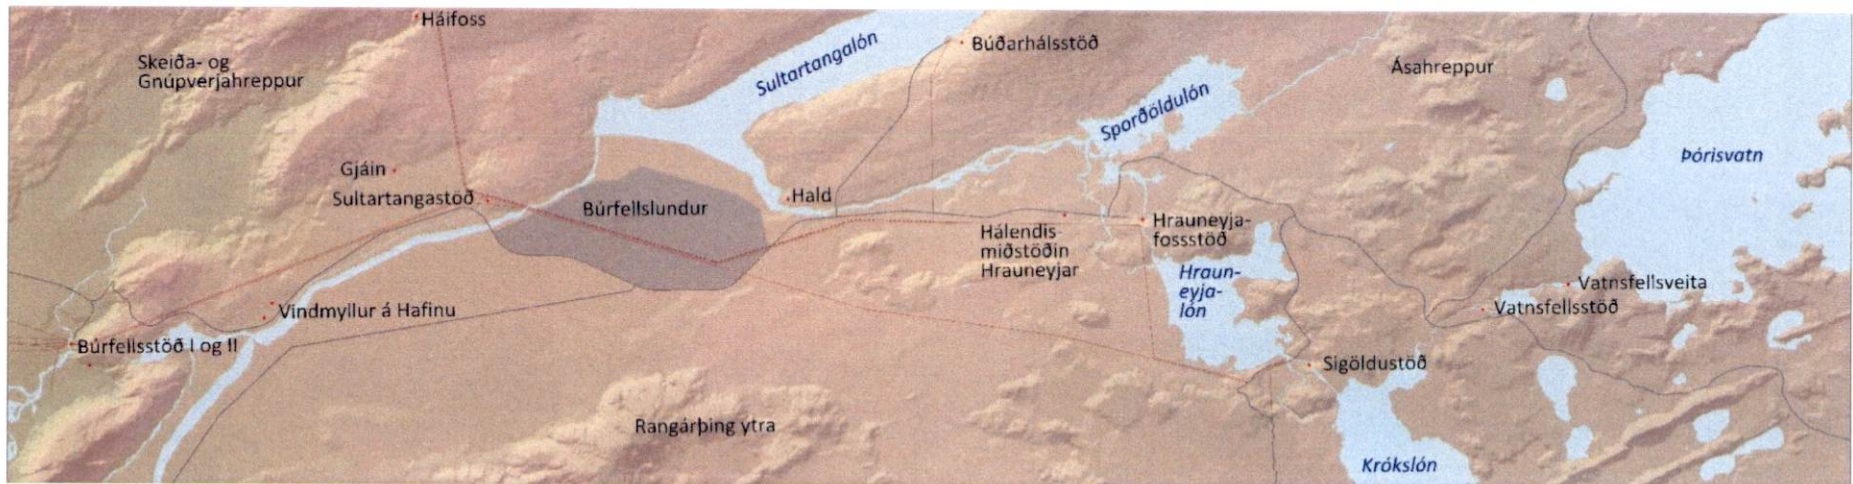 Háifoss
Skeiða- og
Gnúpverjahreppur
Sultartangalón
Búðarhálsstöð
Ásahreppur
Sporðöldulón
Þórisvatn
Gjáin
Sultartangastöð
Búrfellslundur
Hald
Hálendis-
miðstöðin
Hrauneyjar
Hrauneyja-
fossstöð
Hraun-
eyja-
lón
Vatnsfellsveita
Vatnsfellsstöð
Vindmyllur á Hafinu
Búrfellsstöð I og II
Sigöldustöð
Rangárþing ytra
Krókslón